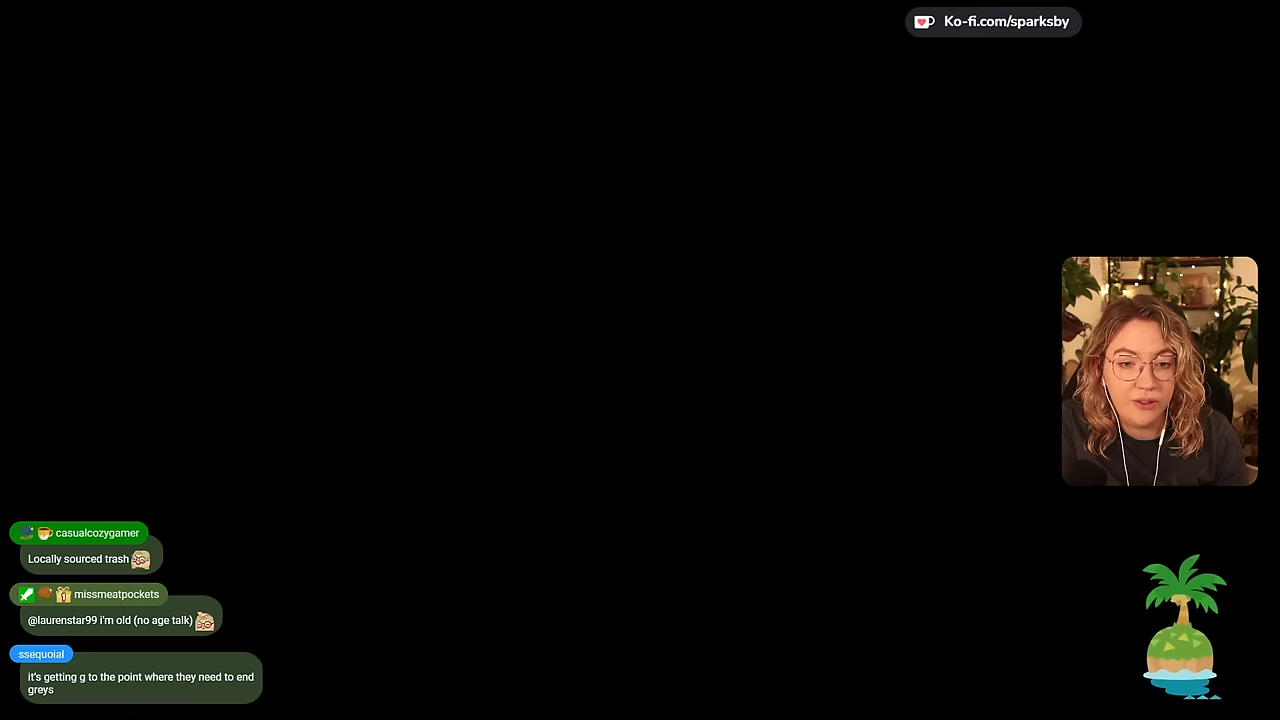 Ko-fi.com/sparksby
casualcozygamer
Locally sourced trash
missmeatpockets
@laurenstar99 i'm old (no age talk)
ssequoial
it's getting g to the point where they need to end
greys